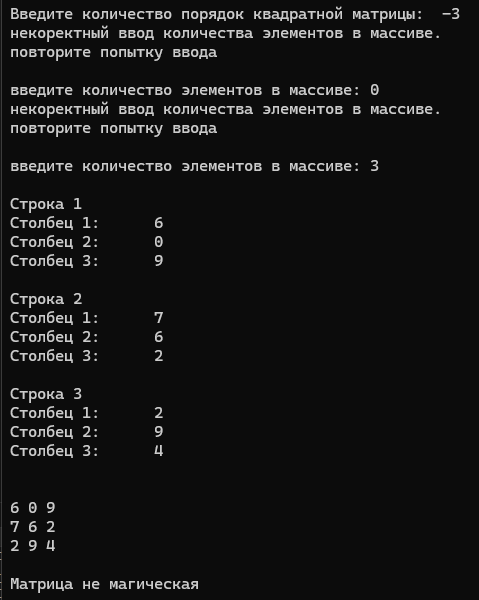 Введите количество порядок квадратной матрицы:  -3
некоректный ввод количества элементов в массиве.
повторите попытку ввода
введите количество элементов в массиве: 0
некоректный ввод количества элементов в массиве.
повторите попытку ввода
введите количество элементов в массиве: 3
Строка 1
Столбец 1:      6
Столбец 2:      0
Столбец 3:      9
Строка 2
Столбец 1:      7
Столбец 2:      6
Столбец 3:      2
Строка 3
Столбец 1:      2
Столбец 2:      9
Столбец 3:      4
6 0 9
7 6 2
2 9 4
Матрица не магическая